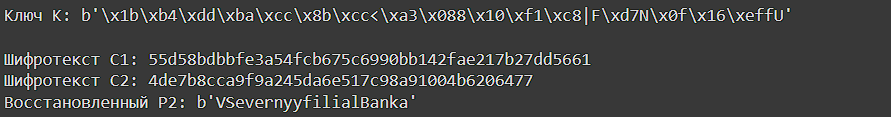 Ключ K: b'\x1b\xb4\xdd\xba\xcc\x8b\xcc<\xa3\x088\x10\xf1\xc8|F\xd7N\x0f\x16\xeffU'
Шифротекст C1: 55d58bdbbfe3a54fcb675c6990bb142fae217b27dd5661
Шифротекст C2: 4de7b8cca9f9a245da6e517c98a91004b6206477
Восстановленный P2: b'VSevernyyfilialBanka'